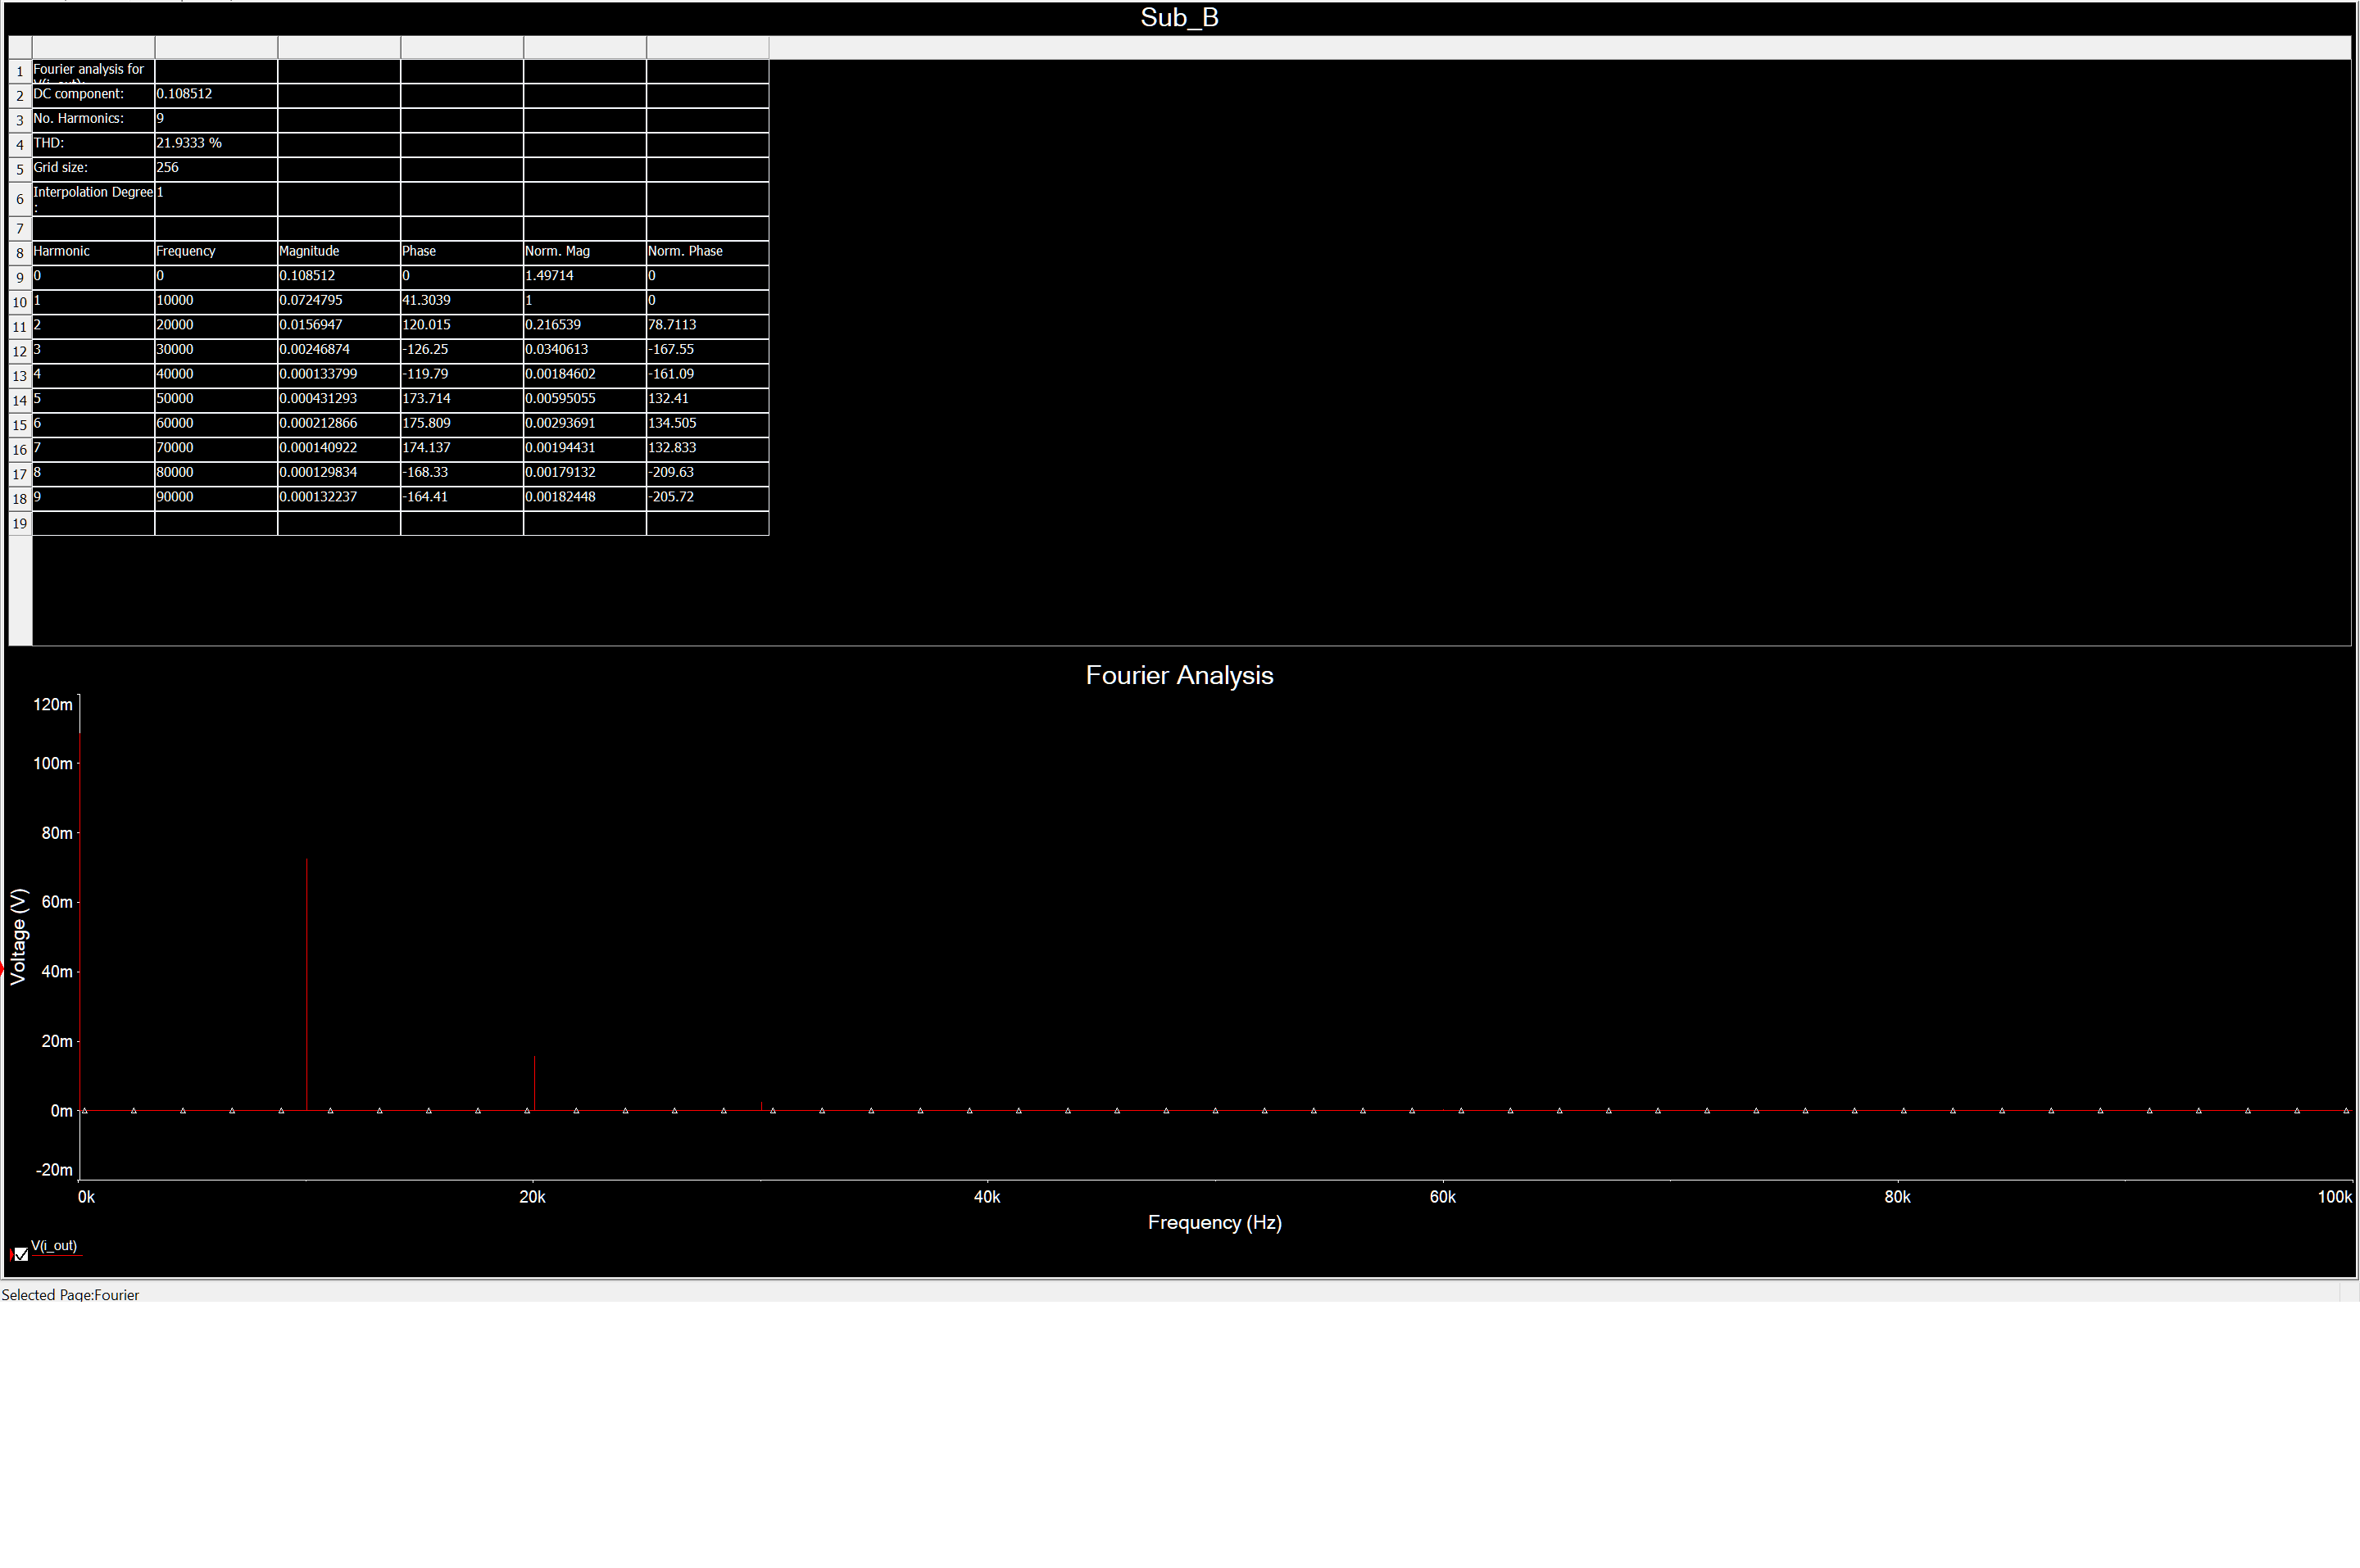 Sub_B
1 Fourier analysis for
2 DC component: 0.108512
3 No. Harmonics: 9
4 THD: 21.9333 %
5 Grid size: 256
6 Interpolation Degree 1
:
7
8 Harmonic Frequency Magnitude Phase Norm. Mag Norm. Phase
9 0 0 0.108512 0 1.49714 0
10 1 10000 0.0724795 41.3039 1 0
11 2 20000 0.0156947 120.015 0.216539 78.7113
12 3 30000 0.00246874 -126.25 0.0340613 -167.55
13 4 40000 0.000133799 -119.79 0.00184602 -161.09
14 5 50000 0.000431293 173.714 0.00595055 132.41
15 6 60000 0.000212866 175.809 0.00293691 134.505
16 7 70000 0.000140922 174.137 0.00194431 132.833
17 8 80000 0.000129834 -168.33 0.00179132 -209.63
18 9 90000 0.000132237 -164.41 0.00182448 -205.72
19
Fourier Analysis
Voltage (V)
120m
100m
80m
60m
40m
20m
0m
-20m
0k 20k 40k 60k 80k 100k
Frequency (Hz)
V(i_out)
Selected Page:Fourier